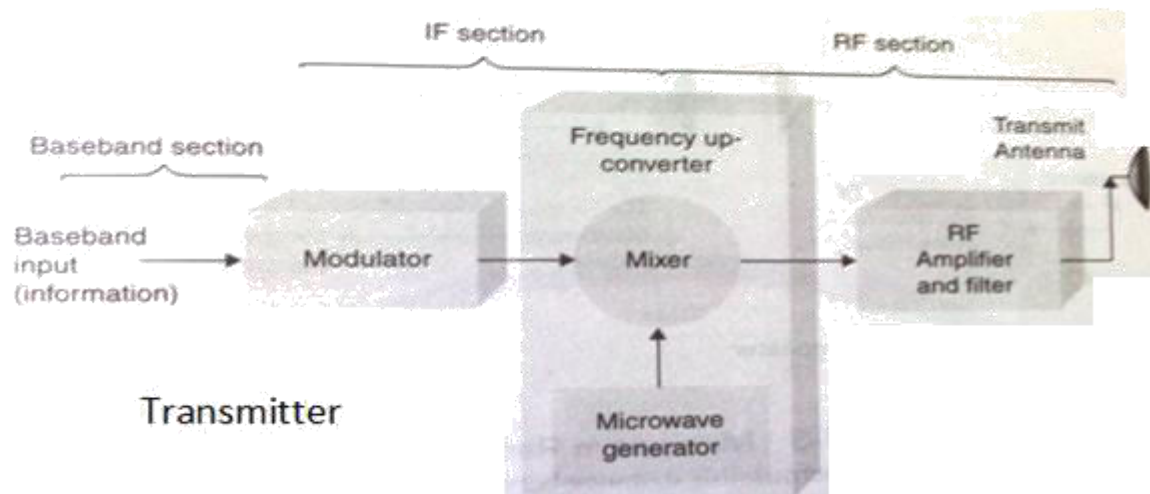 IF section
RF section
Baseband section
Frequency up-
converter
Transmit
Antenna
Baseband
input
(information)
Modulator
Mixer
RF
Amplifier
and filter
Microwave
generator
Transmitter